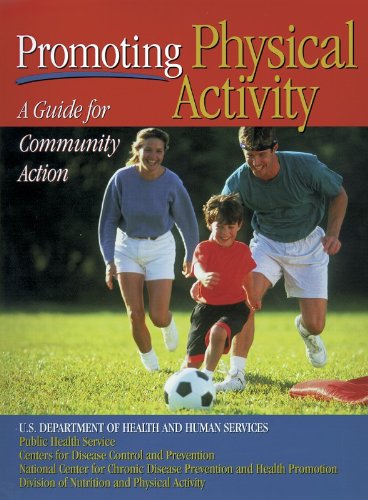 Promoting Physical
Activity
A Guide for
Community
Action
U.S. DEPARTMENT OF HEALTH AND HUMAN SERVICES
Public Health Service
Centers for Disease Control and Prevention
National Center for Chronic Disease Prevention and Health Promotion
Division of Nutrition and Physical Activity